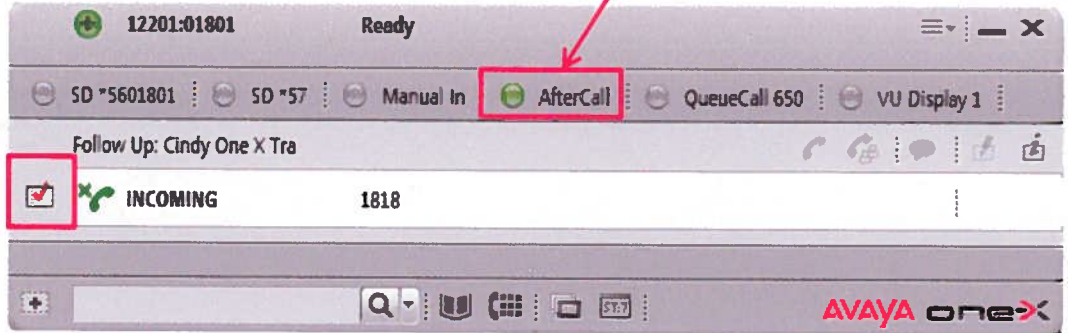 12201:01801 Ready
SD *5601801 SD *57 Manual In AfterCall QueueCall 650 VU Display 1
Follow Up: Cindy One X Tra
INCOMING 1818
AVAYA one-X